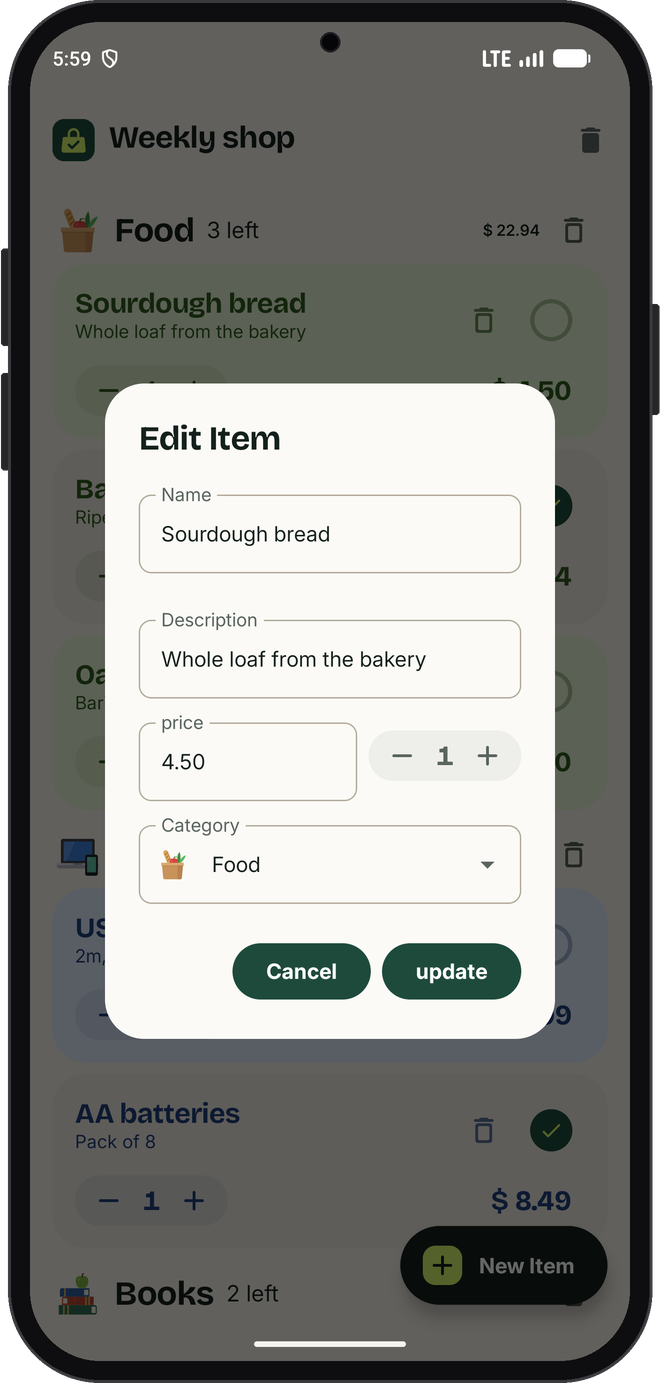 5:59 LTE
Weekly shop
Food 3 left $ 22.94
Sourdough bread
Whole loaf from the bakery
Edit Item
Name
Sourdough bread
Description
Whole loaf from the bakery
price
4.50
1
Category
Food
Cancel update
AA batteries
Pack of 8
1 $ 8.49
New Item
Books 2 left